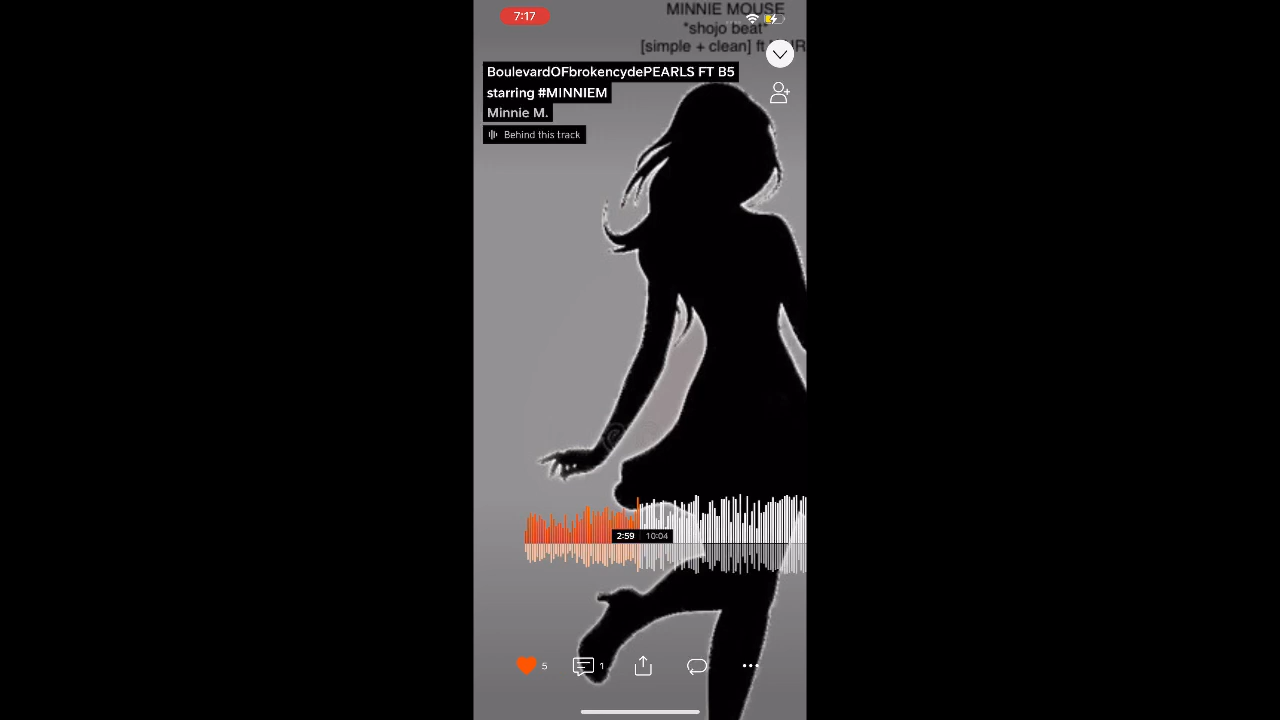 7:17
MINNIE MOUSE
*shojo beat*
[simple + clean] ft
BoulevardOFbrokencydePEARLS FT B5
starring #MINNIEM
Minnie M.
Behind this track
2:59 10:04
5 1